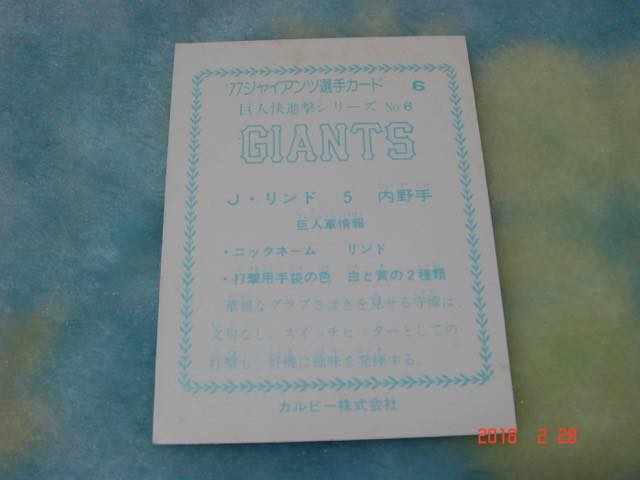 '77ジャイアンツ選手カード 6
巨人快進撃シリーズ No.6
GIANTS
J・リンド 5 内野手
巨人軍情報
・ニックネーム リンド
・打撃用手袋の色 白と黄の2種類
華麗なグラブさばきを見せる守備は、
文句なし。スイッチヒッターとしての
打撃も、好機に強味を発揮する。
カルビー株式会社
2018 2 28